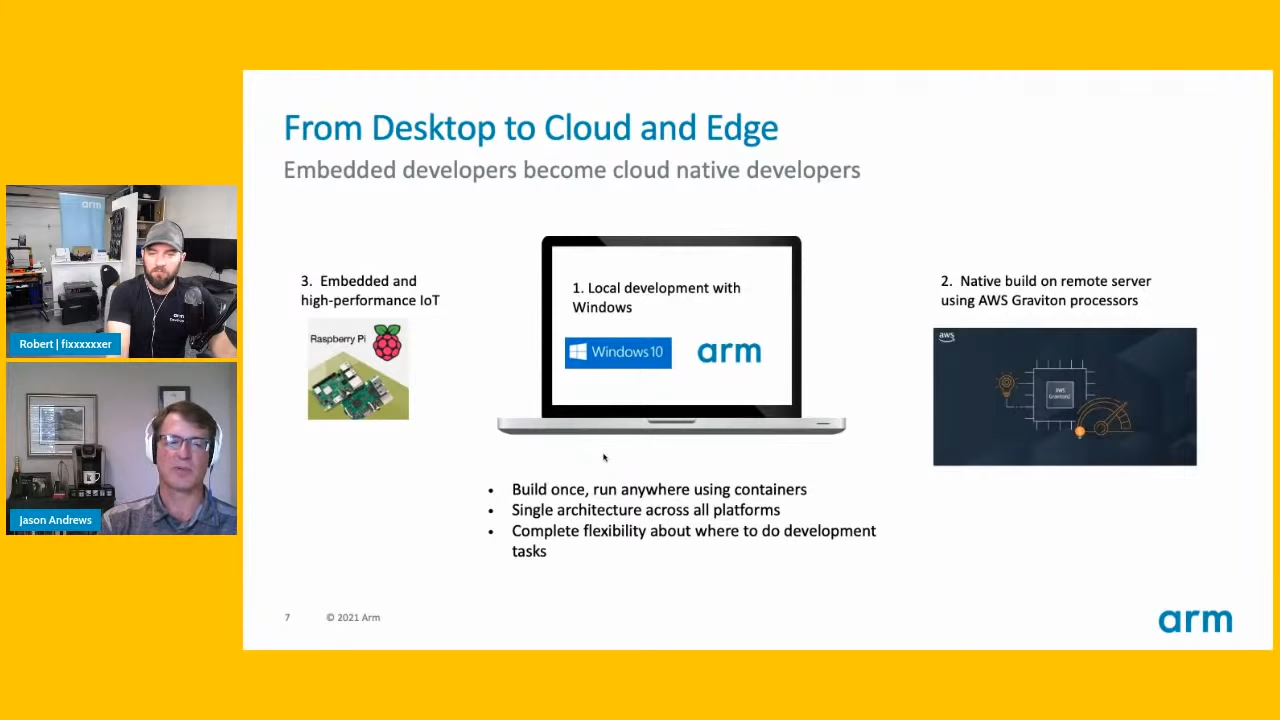 From Desktop to Cloud and Edge
Embedded developers become cloud native developers
3. Embedded and
high-performance IoT
Raspberry Pi
1. Local development with
Windows
Windows 10
arm
2. Native build on remote server
using AWS Graviton processors
aws
AWS
Graviton2
• Build once, run anywhere using containers
• Single architecture across all platforms
• Complete flexibility about where to do development
tasks
7
© 2021 Arm
arm
arm
arm
Robert | fixxxxxxer
Jason Andrews